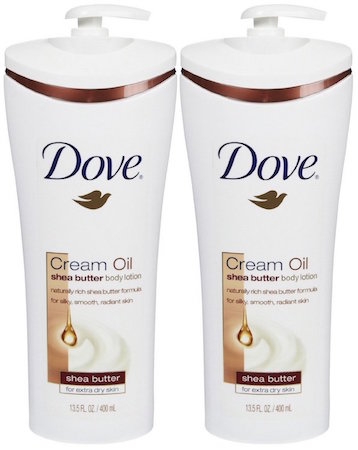 Dove
Cream Oil
shea butter body lotion
naturally rich shea butter formula
for silky, smooth, radiant skin
shea butter
for extra dry skin
13.5 FL. OZ. / 400 mL
Dove
Cream Oil
shea butter body lotion
naturally rich shea butter formula
for silky, smooth, radiant skin
shea butter
for extra dry skin
13.5 FL. OZ. / 400 mL